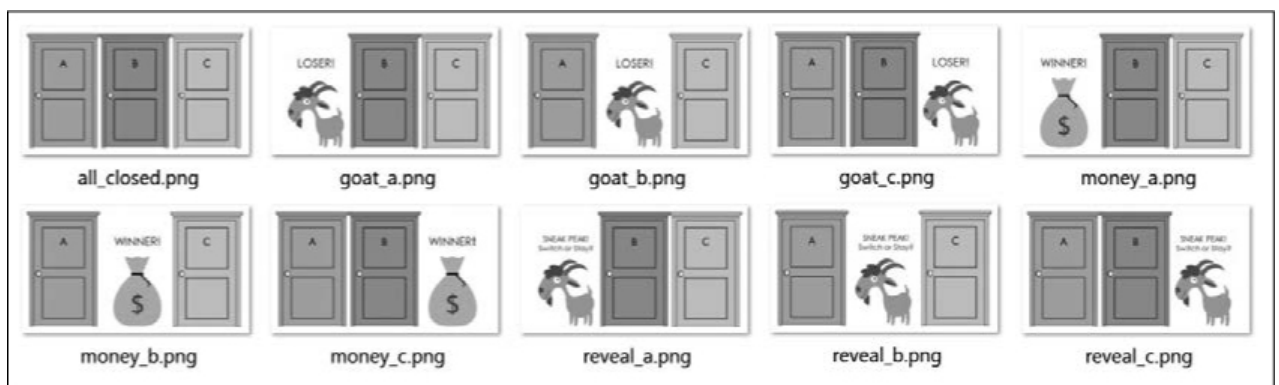 A B C
LOSER!
B C
A LOSER! C
A B LOSER!
WINNER!
$
B C
all_closed.png goat_a.png goat_b.png goat_c.png money_a.png
A WINNER!
$
C
A B WINNER!
$
SNEAK PEAK!
Switch or Stay?
B C
A SNEAK PEAK!
Switch or Stay?
C
A B SNEAK PEAK!
Switch or Stay?
money_b.png money_c.png reveal_a.png reveal_b.png reveal_c.png